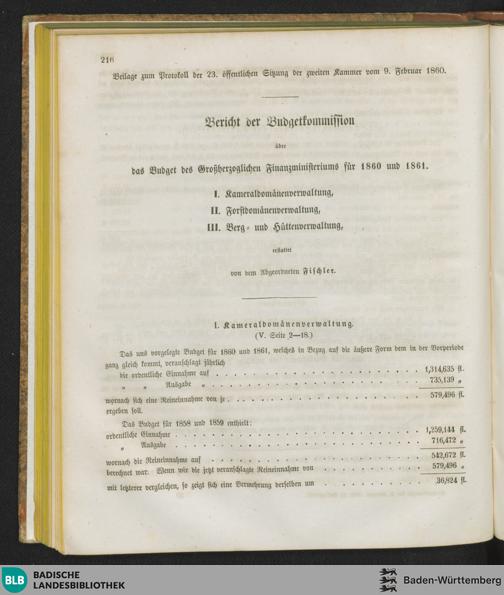 216
Beilage zum Protokoll der 23. öffentlichen Sitzung der zweiten Kammer vom 9. Februar 1860.
Bericht der Budgetkommission
über
das Budget des Großherzoglichen Finanzministeriums für 1860 und 1861,
I. Kameraldomänenverwaltung,
II. Forstdomänenverwaltung,
III. Berg- und Hüttenverwaltung,
erstattet
von dem Abgeordneten Fischler.
I. Kameraldomänenverwaltung.
(V. Seite 2—18.)
Das uns vorgelegte Budget für 1860 und 1861, welches in Bezug auf die äußere Form dem in der Vorperiode
ganz gleich kommt, veranschlagt jährlich
die ordentliche Einnahme auf . . . 1,314,635 fl.
„ „ Ausgabe „ . . . 735,139 „
wornach sich eine Reineinnahme von je . . . 579,496 fl.
ergeben soll.
Das Budget für 1858 und 1859 enthielt:
ordentliche Einnahme . . . 1,259,144 fl.
„ Ausgabe . . . 716,472 „
wornach die Reineinnahme auf . . . 542,672 fl.
berechnet war. Wenn wir die jetzt veranschlagte Reineinnahme von . . . 579,496 „
mit letzterer vergleichen, so zeigt sich eine Vermehrung derselben um . . . 36,824 fl.
BLB BADISCHE
LANDESBIBLIOTHEK
Baden-Württemberg